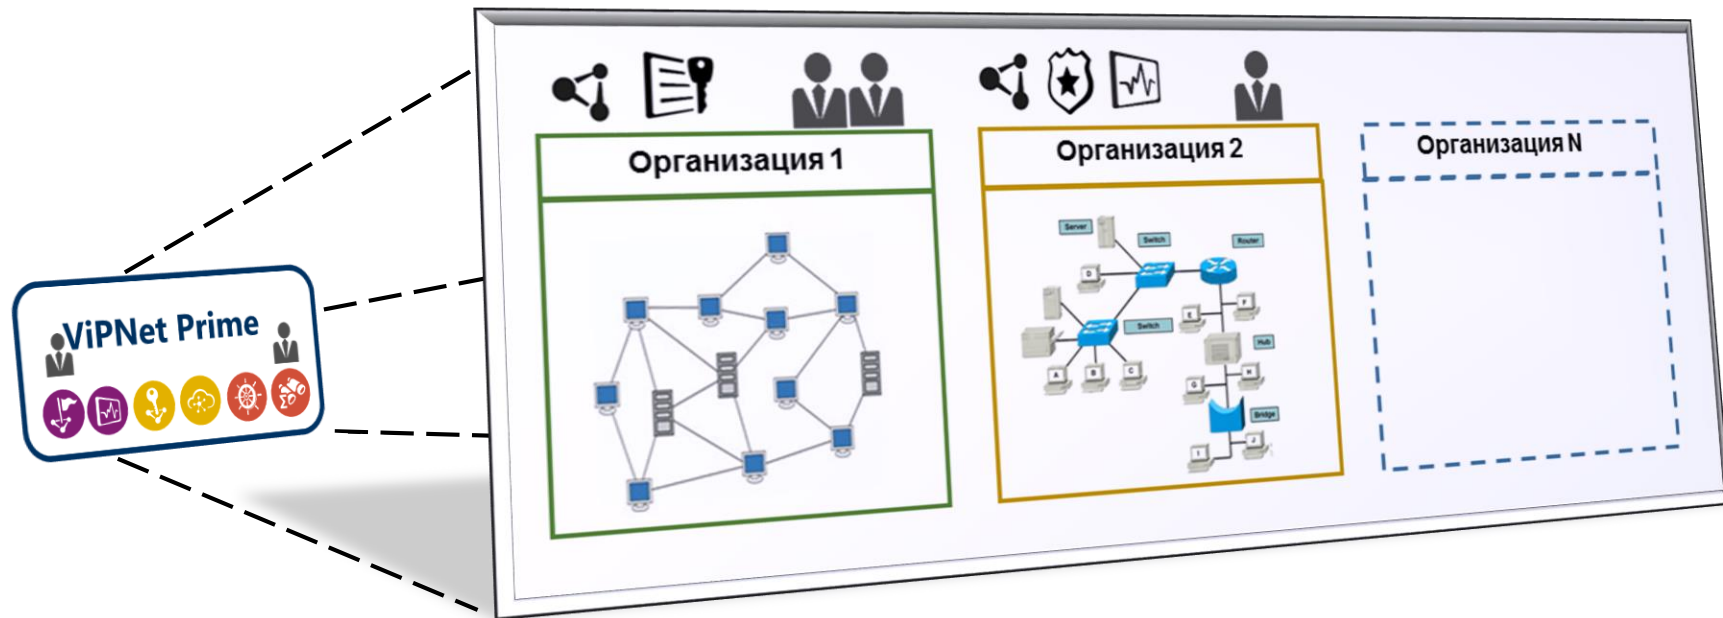 ViPNet Prime
Организация 1
Организация 2
Организация N
Server
Switch
Router
D
F
E
Switch
Hub
A
B
C
H
G
Bridge
J
I